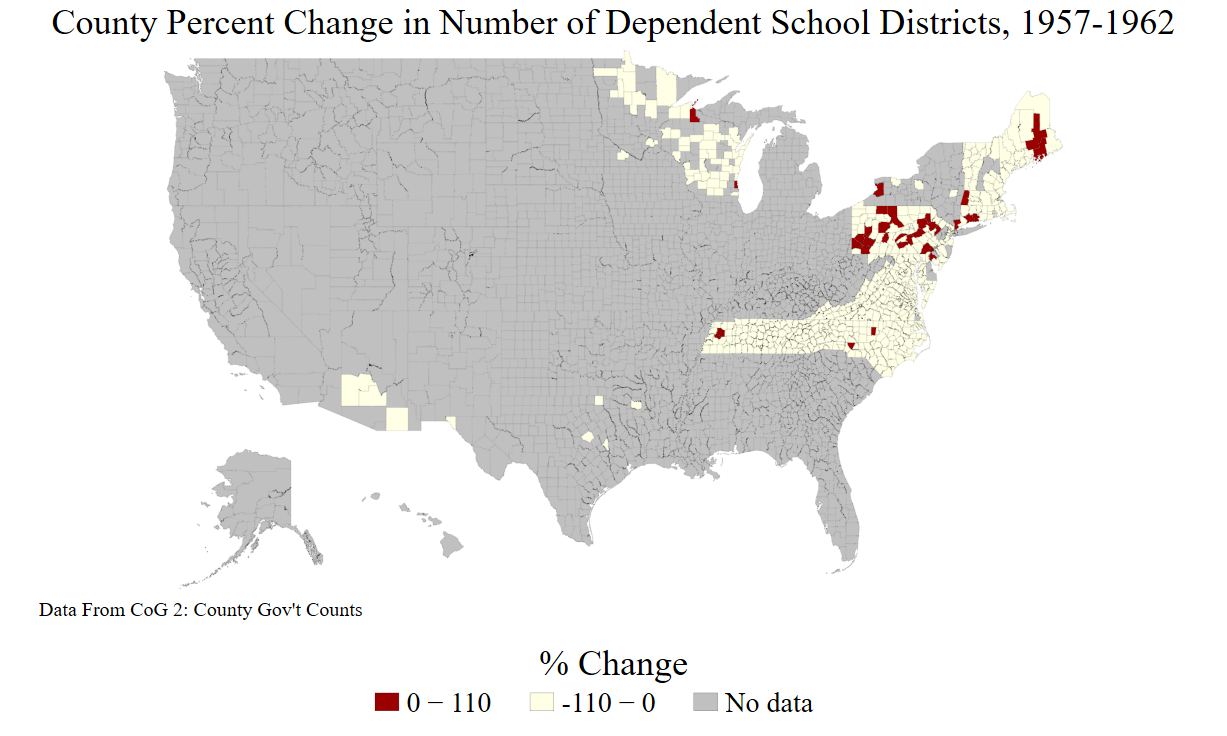 County Percent Change in Number of Dependent School Districts, 1957-1962
Data From CoG 2: County Gov't Counts
% Change
0 − 110 -110 − 0 No data